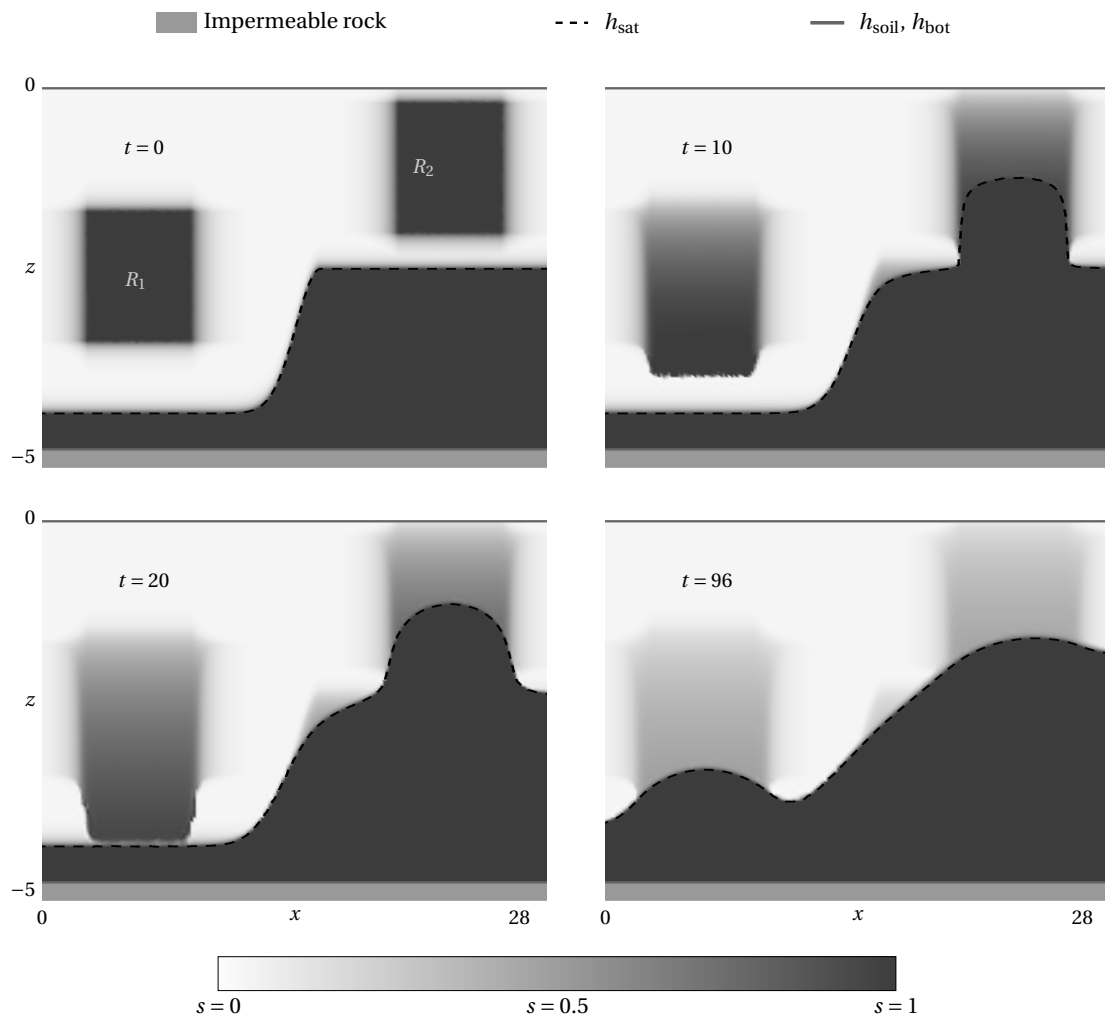 Impermeable rock h_sat h_soil, h_bot
0
t = 0 R_2 t = 10
R_1
z
−5
0
t = 20 t = 96
z
−5
0 x 28 0 x 28
s = 0 s = 0.5 s = 1